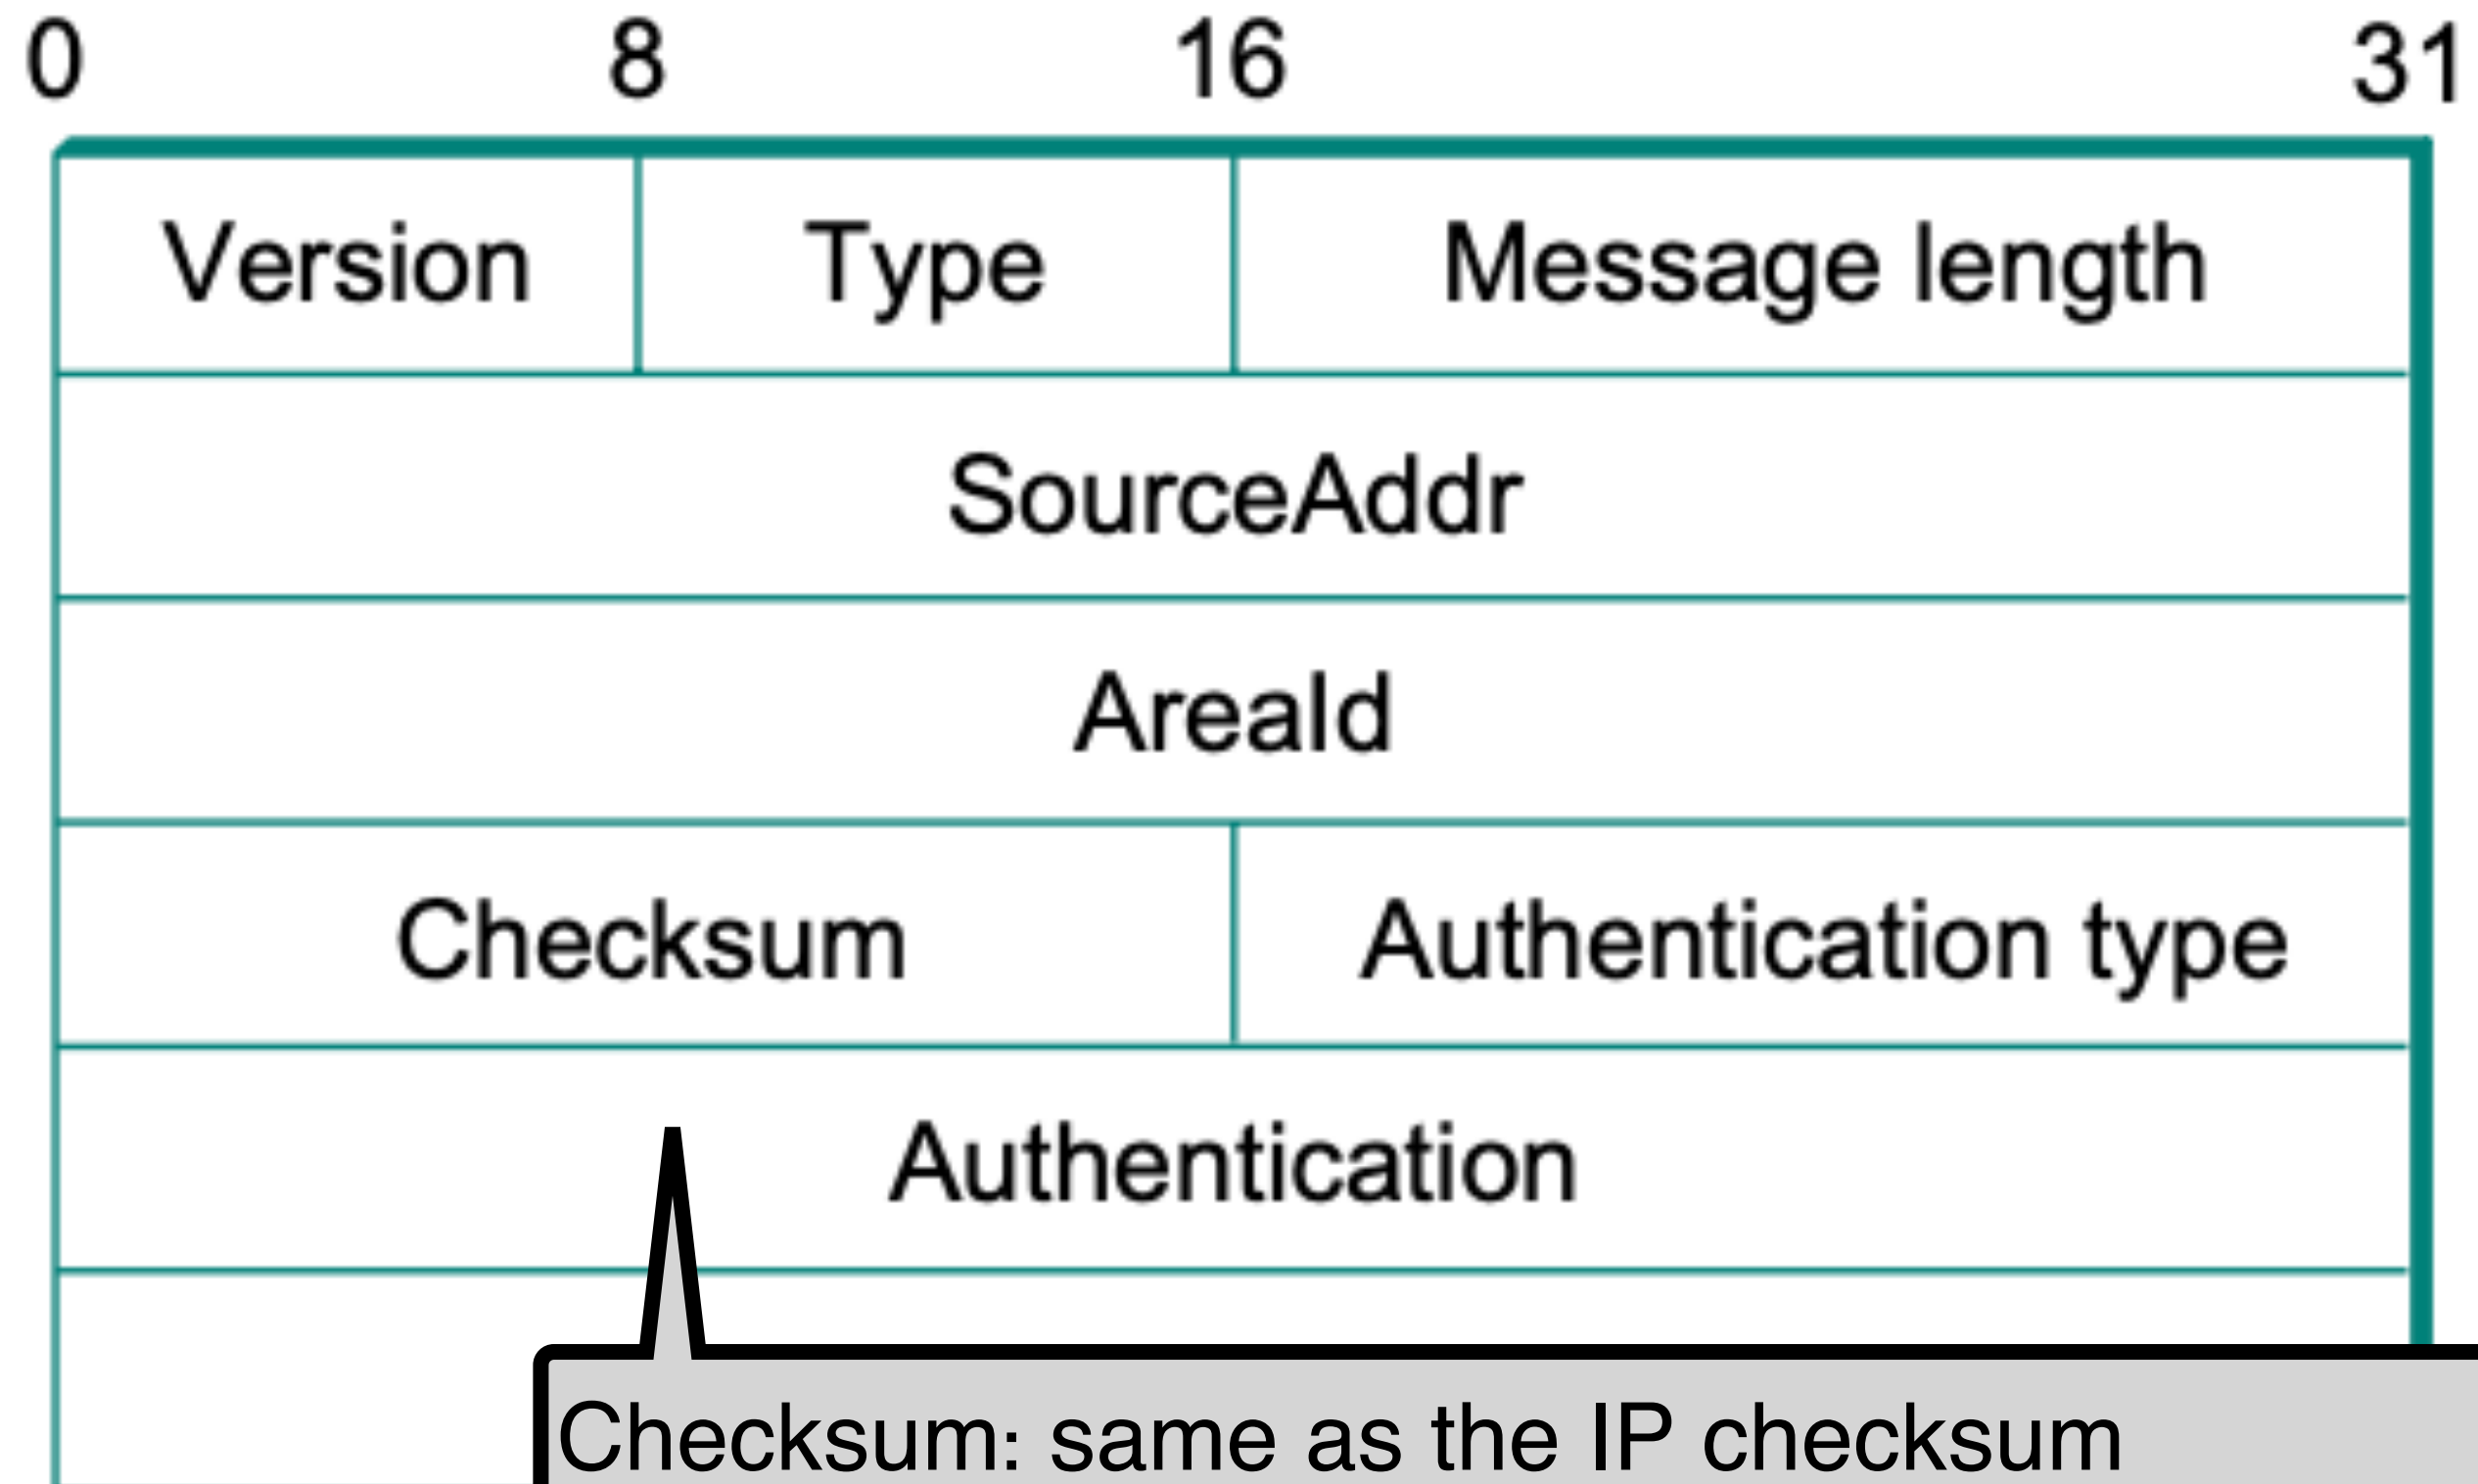 0 8 16 31
Version Type Message length
SourceAddr
AreaId
Checksum Authentication type
Authentication
Checksum: same as the IP checksum